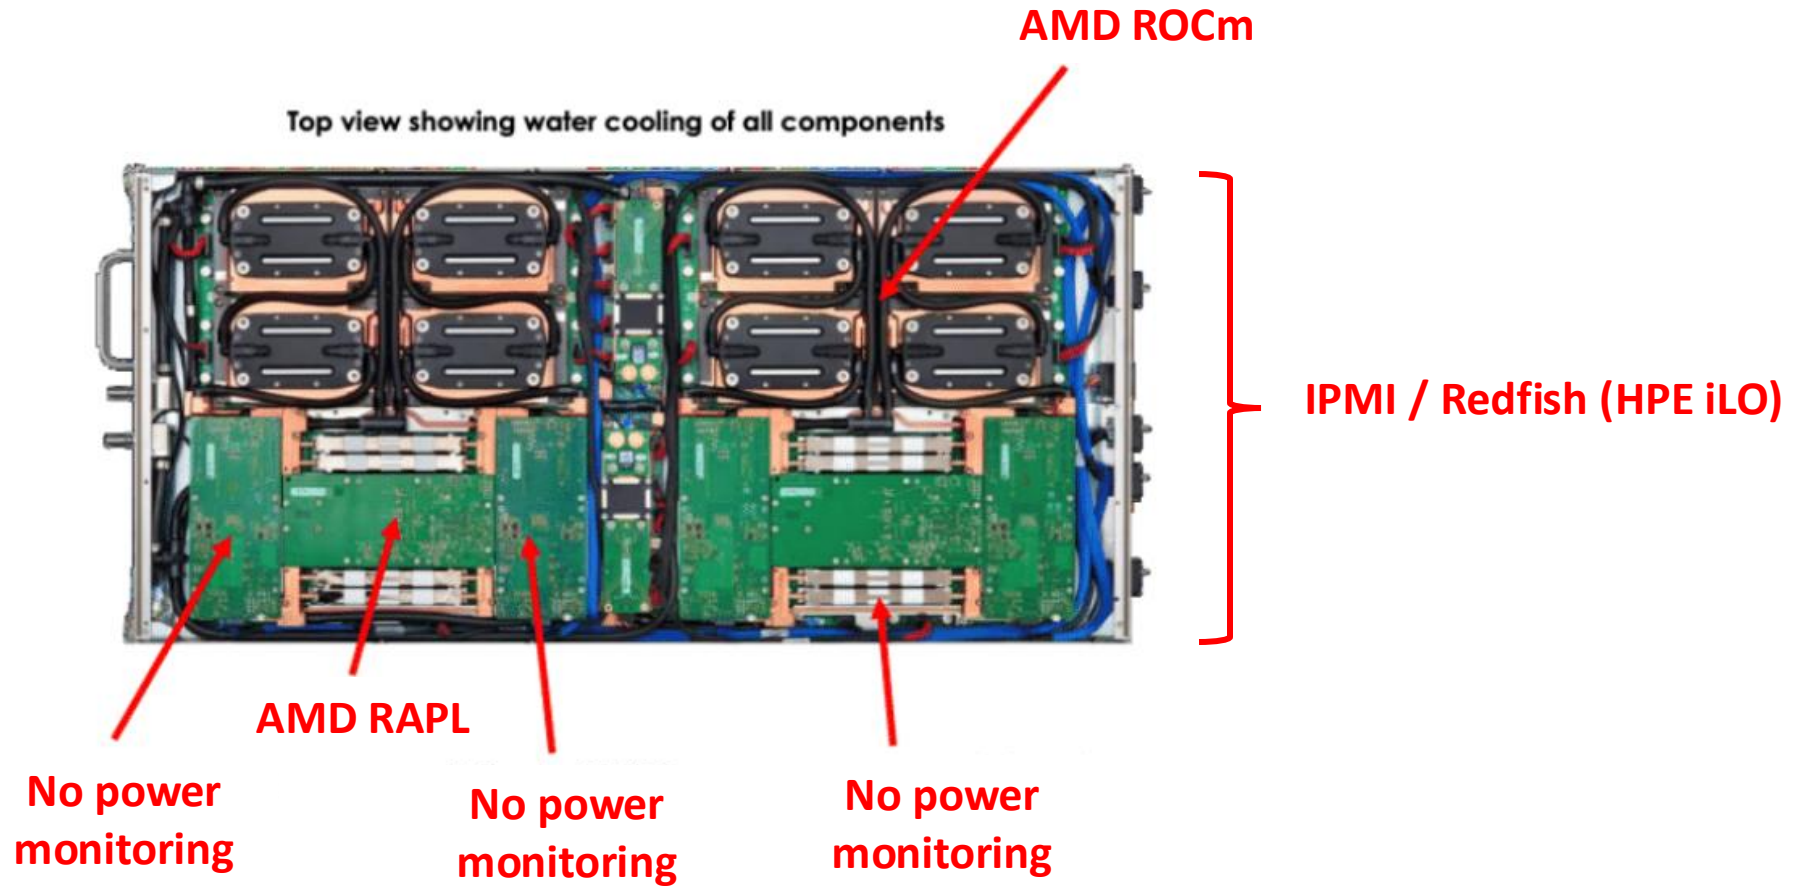 AMD ROCm
Top view showing water cooling of all components
IPMI / Redfish (HPE iLO)
AMD RAPL
No power
monitoring
No power
monitoring
No power
monitoring